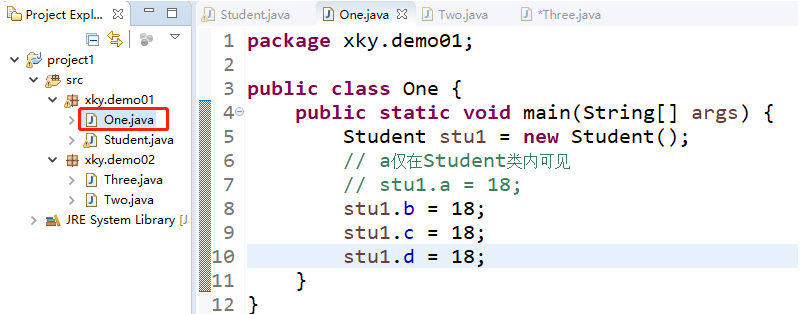 Project Expl...
project1
src
xky.demo01
One.java
Student.java
xky.demo02
Three.java
Two.java
JRE System Library [J
Student.java
One.java
Two.java
*Three.java
1 package xky.demo01;
2
3 public class One {
4 public static void main(String[] args) {
5 Student stu1 = new Student();
6 // a仅在Student类内可见
7 // stu1.a = 18;
8 stu1.b = 18;
9 stu1.c = 18;
10 stu1.d = 18;
11 }
12 }